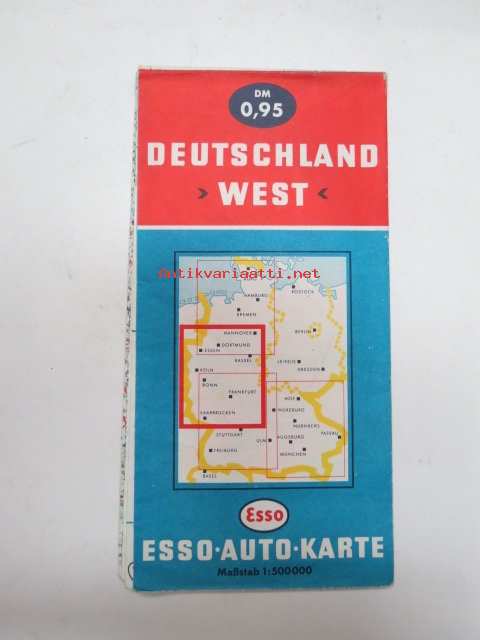 DM
0,95
DEUTSCHLAND
› WEST ‹
Antikvariaatti.net
HAMBURG
ROSTOCK
BREMEN
BERLIN
HANNOVER
DORTMUND
ESSEN
KASSEL
LEIPZIG
DRESDEN
KÖLN
BONN
FRANKFURT
HOF
WÜRZBURG
SAARBRÜCKEN
NÜRNBERG
STUTTGART
PASSAU
ULM
AUGSBURG
FREIBURG
MÜNCHEN
BASEL
Esso
ESSO·AUTO·KARTE
Maßstab 1:500000